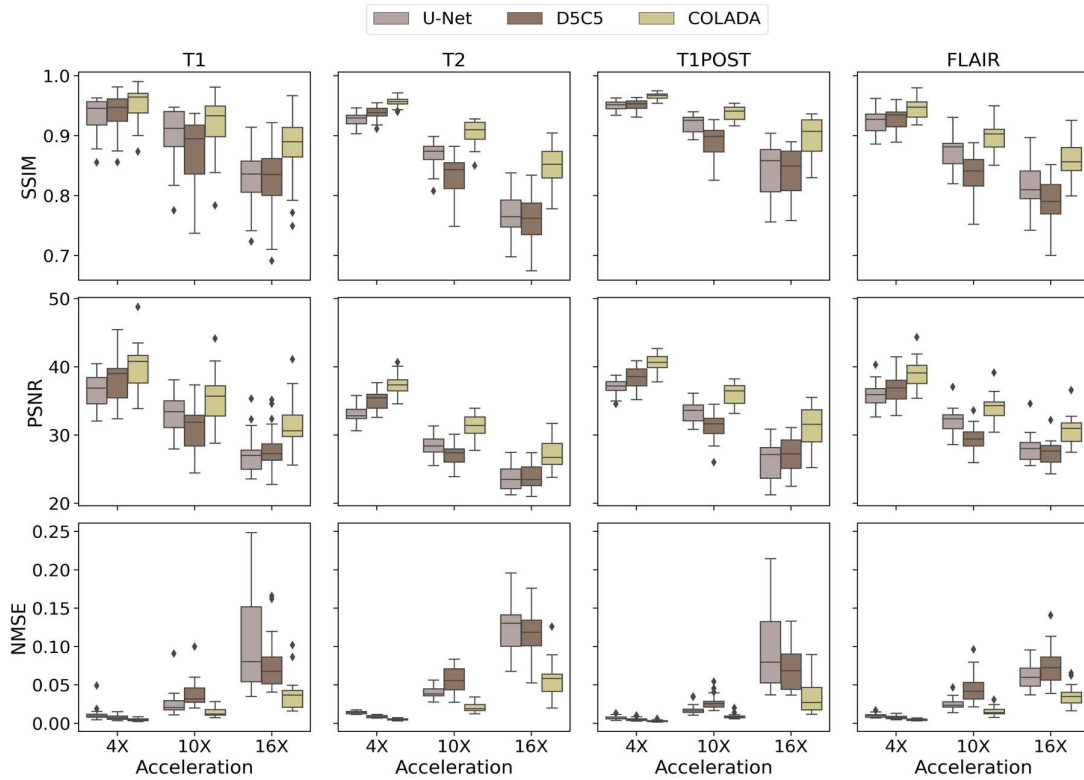 U-Net D5C5 COLADA
T1 T2 T1POST FLAIR
1.0
0.9
0.8
0.7
SSIM
50
40
30
20
PSNR
0.25
0.20
0.15
0.10
0.05
0.00
NMSE
4X 10X 16X 4X 10X 16X 4X 10X 16X 4X 10X 16X
Acceleration Acceleration Acceleration Acceleration